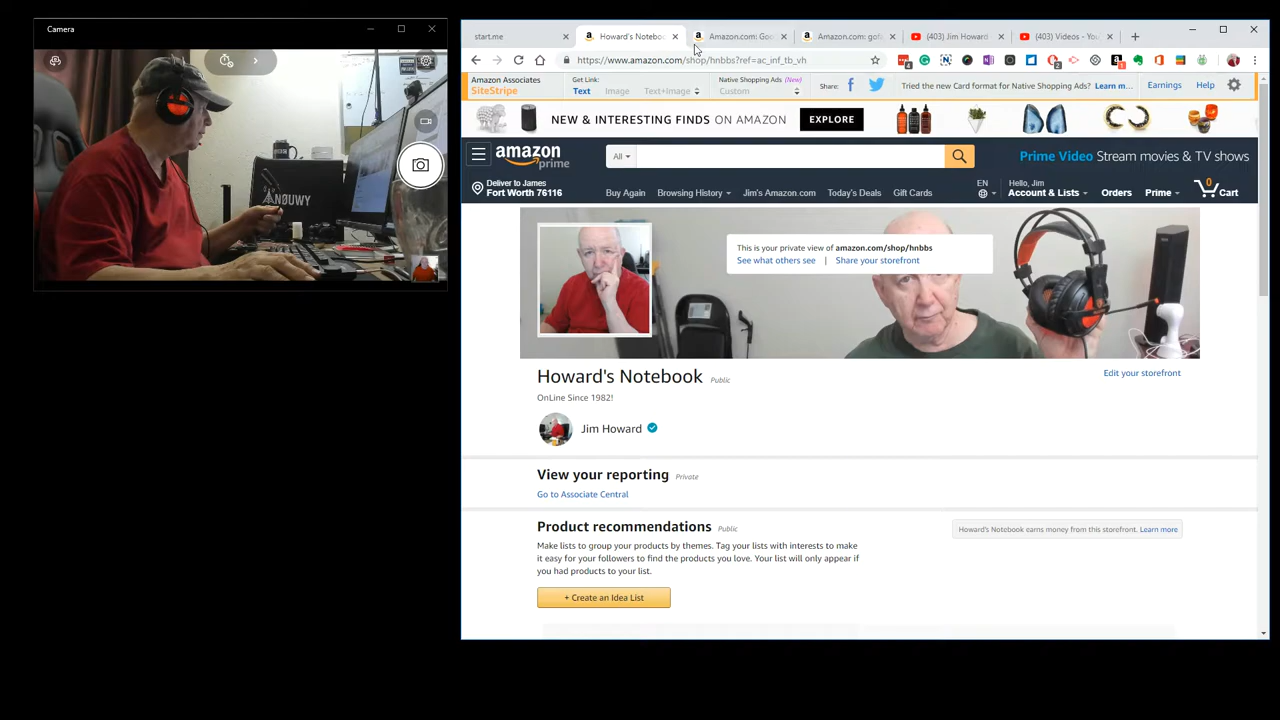 Camera
start.me
Howard's Notebo
Amazon.com: Goo
Amazon.com: gof
(403) Jim Howard
(403) Videos - You
https://www.amazon.com/shop/hnbbs?ref=ac_inf_tb_vh
Amazon Associates
SiteStripe
Get Link:
Text
Image
Text+Image
Native Shopping Ads (New)
Custom
Share:
Tried the new Card format for Native Shopping Ads? Learn m...
Earnings
Help
NEW & INTERESTING FINDS ON AMAZON
EXPLORE
amazon
prime
All
Prime Video Stream movies & TV shows
Deliver to James
Fort Worth 76116
Buy Again
Browsing History
Jim's Amazon.com
Today's Deals
Gift Cards
EN
Hello, Jim
Account & Lists
Orders
Prime
0
Cart
This is your private view of amazon.com/shop/hnbbs
See what others see | Share your storefront
Howard's Notebook Public
Edit your storefront
OnLine Since 1982!
Jim Howard
View your reporting Private
Go to Associate Central
Product recommendations Public
Howard's Notebook earns money from this storefront. Learn more
Make lists to group your products by themes. Tag your lists with interests to make
it easy for your followers to find the products you love. Your list will only appear if
you had products to your list.
+ Create an Idea List